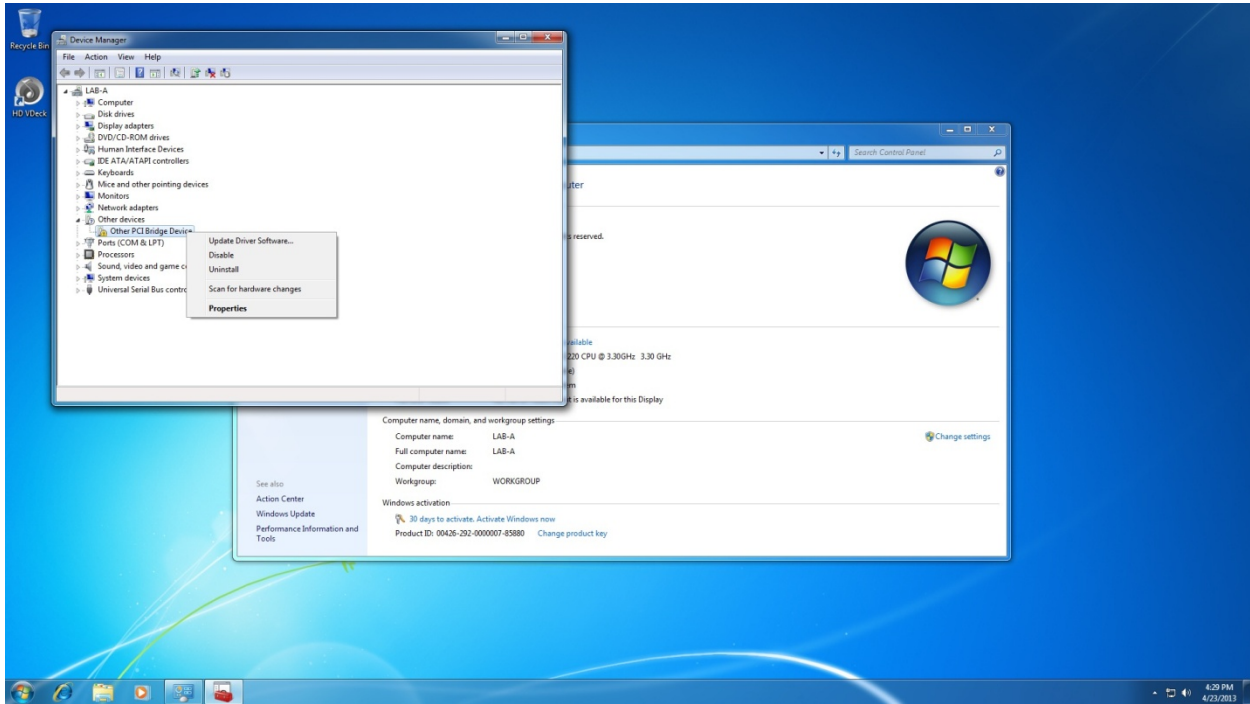 Recycle Bin
HD VDeck
Device Manager
File Action View Help
LAB-A
Computer
Disk drives
Display adapters
DVD/CD-ROM drives
Human Interface Devices
IDE ATA/ATAPI controllers
Keyboards
Mice and other pointing devices
Monitors
Network adapters
Other devices
Other PCI Bridge Device
Ports (COM & LPT)
Processors
Sound, video and game c
System devices
Universal Serial Bus contro
Update Driver Software...
Disable
Uninstall
Scan for hardware changes
Properties
Search Control Panel
uter
s reserved.
available
220 CPU @ 3.30GHz 3.30 GHz
e)
m
t is available for this Display
Computer name, domain, and workgroup settings
Computer name: LAB-A
Full computer name: LAB-A
Computer description:
Workgroup: WORKGROUP
Change settings
See also
Action Center
Windows Update
Performance Information and
Tools
Windows activation
30 days to activate. Activate Windows now
Product ID: 00426-292-0000007-85880 Change product key
4:29 PM
4/23/2013